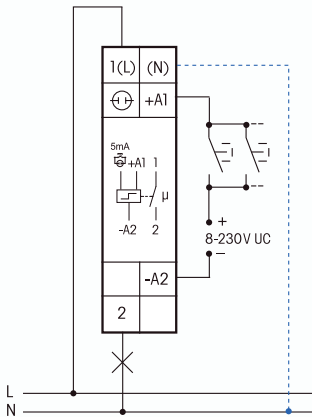 1(L) (N)
+A1
5mA
+A1 1
µ
-A2 2
+
8-230V UC
−
-A2
2
L
N